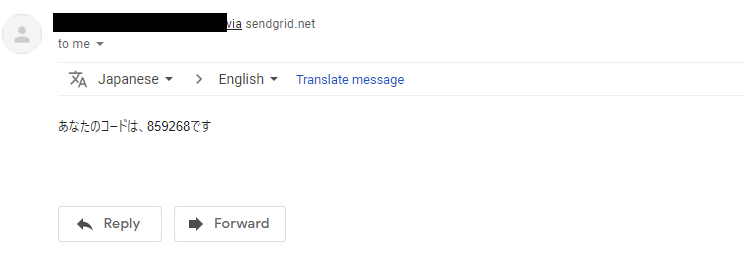 via sendgrid.net
to me
Japanese > English Translate message
あなたのコードは、859268です
Reply Forward